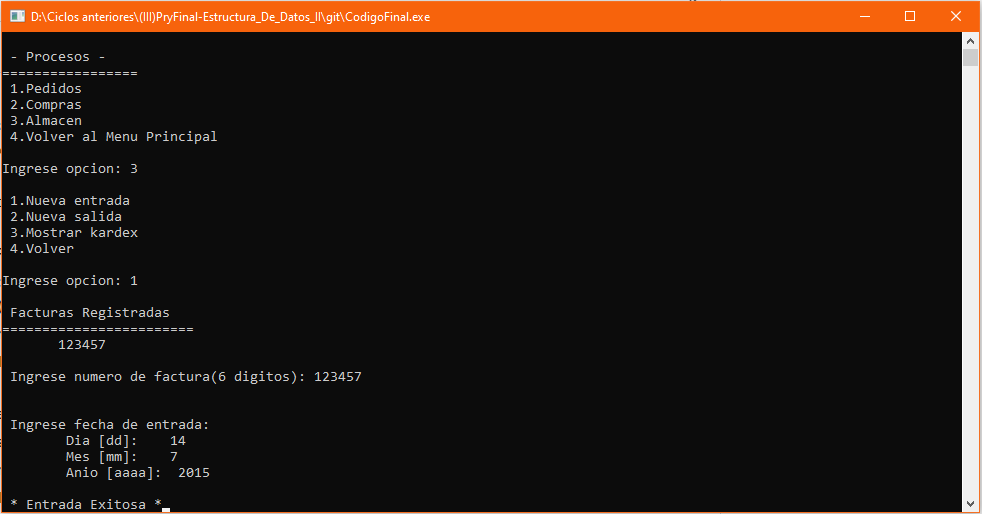 D:\Ciclos anteriores\(III)PryFinal-Estructura_De_Datos_II\git\CodigoFinal.exe
- Procesos -
=================
1.Pedidos
2.Compras
3.Almacen
4.Volver al Menu Principal
Ingrese opcion: 3
1.Nueva entrada
2.Nueva salida
3.Mostrar kardex
4.Volver
Ingrese opcion: 1
Facturas Registradas
========================
123457
Ingrese numero de factura(6 digitos): 123457
Ingrese fecha de entrada:
Dia [dd]: 14
Mes [mm]: 7
Anio [aaaa]: 2015
* Entrada Exitosa *